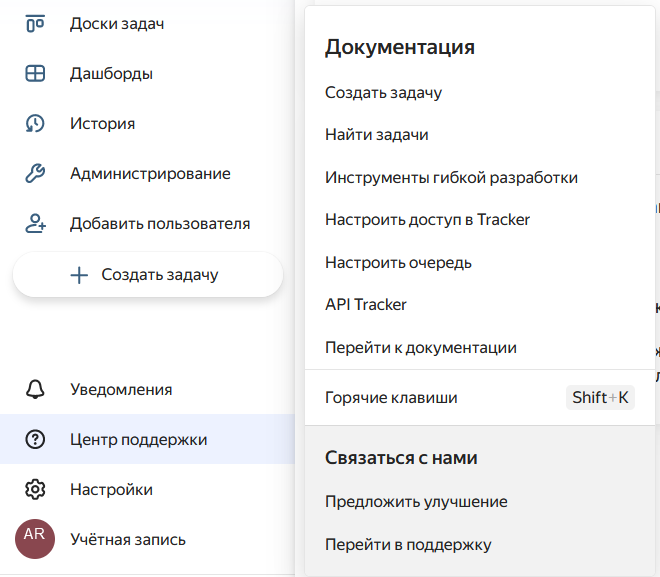 Доски задач
Дашборды
История
Администрирование
Добавить пользователя
Создать задачу
Уведомления
Центр поддержки
Настройки
AR
Учётная запись
Документация
Создать задачу
Найти задачи
Инструменты гибкой разработки
Настроить доступ в Tracker
Настроить очередь
API Tracker
Перейти к документации
Горячие клавиши Shift+K
Связаться с нами
Предложить улучшение
Перейти в поддержку